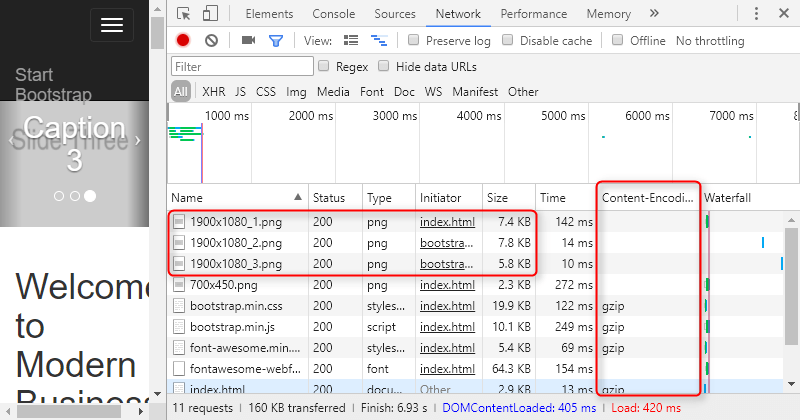 Start
Bootstrap
Slide Three
Caption
3
Welcome
to
Modern
Business
Elements Console Sources Network Performance Memory »
View: Preserve log Disable cache Offline No throttling
Filter Regex Hide data URLs
All XHR JS CSS Img Media Font Doc WS Manifest Other
1000 ms 2000 ms 3000 ms 4000 ms 5000 ms 6000 ms 7000 ms 8
Name Status Type Initiator Size Time Content-Encodi... Waterfall
1900x1080_1.png 200 png index.html 7.4 KB 142 ms
1900x1080_2.png 200 png bootstra... 7.8 KB 14 ms
1900x1080_3.png 200 png bootstra... 5.8 KB 10 ms
700x450.png 200 png index.html 2.3 KB 272 ms
bootstrap.min.css 200 styles... index.html 19.9 KB 122 ms gzip
bootstrap.min.js 200 script index.html 10.1 KB 249 ms gzip
font-awesome.min.... 200 styles... index.html 5.4 KB 69 ms gzip
fontawesome-webf... 200 font index.html 64.3 KB 154 ms
index.html 200 docu... Other 2.9 KB 13 ms gzip
11 requests | 160 KB transferred | Finish: 6.93 s | DOMContentLoaded: 405 ms | Load: 420 ms